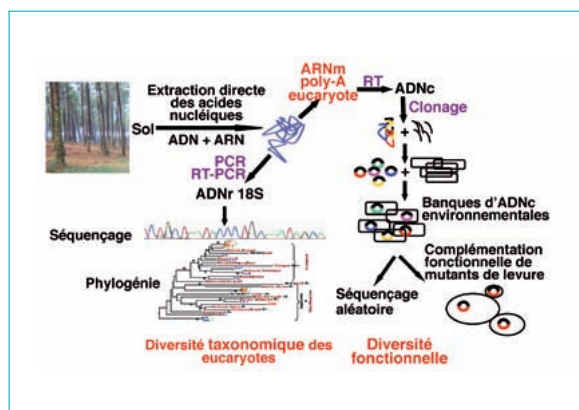 ARNm
poly-A
eucaryote
RT
ADNc
Extraction directe
des acides
nucléiques
Sol
ADN + ARN
Clonage
+
PCR
RT-PCR
ADNr 18S
+
Banques d'ADNc
environnementales
Séquençage
Complémentation
fonctionnelle de
mutants de levure
Phylogénie
Séquençage
aléatoire
Diversité taxonomique des
eucaryotes
Diversité
fonctionnelle